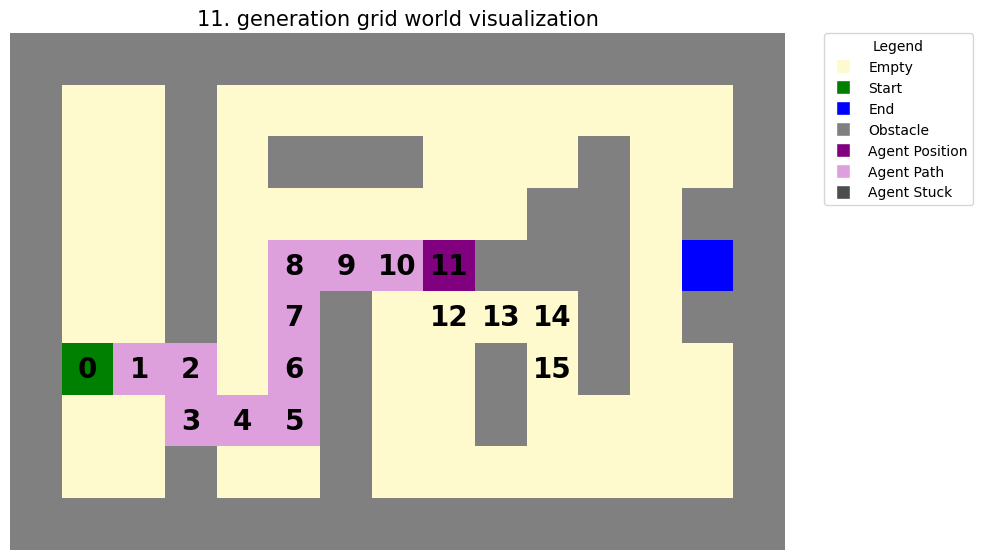 11. generation grid world visualization
Legend
Empty
Start
End
Obstacle
Agent Position
Agent Path
Agent Stuck
8 9 10 11
7 12 13 14
0 1 2 6 15
3 4 5